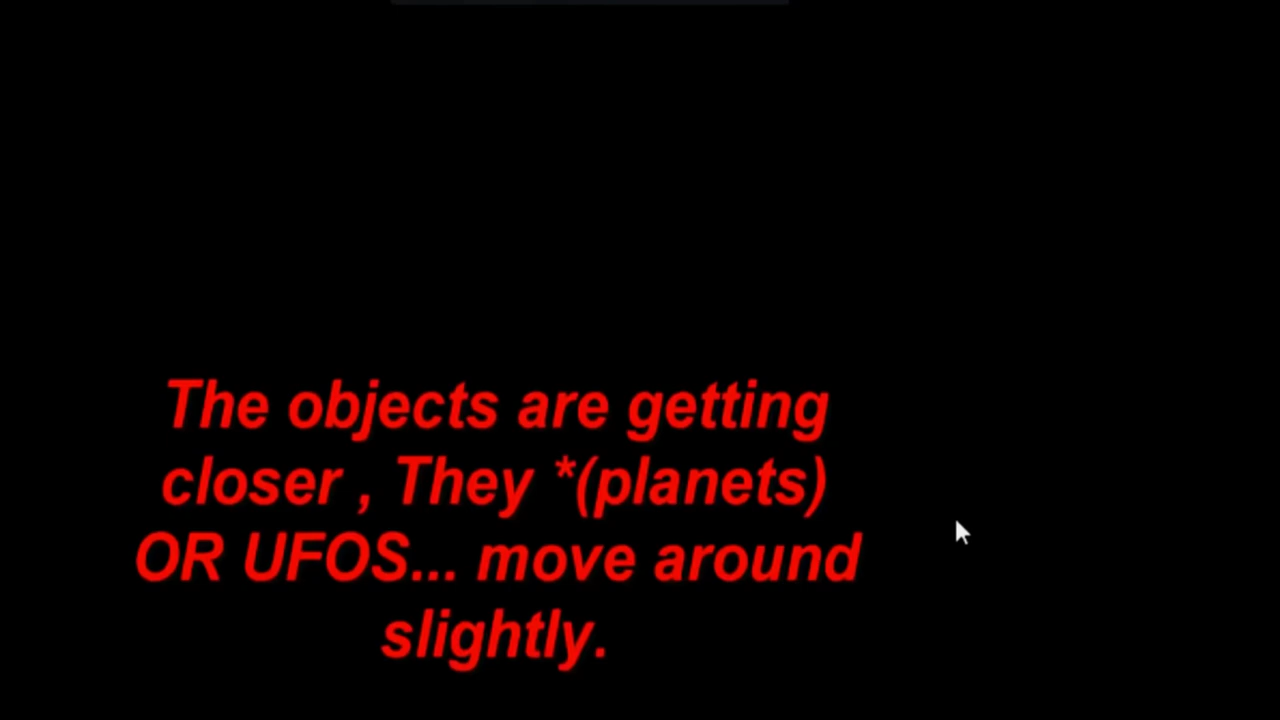 The objects are getting
closer , They *(planets)
OR UFOS... move around
slightly.